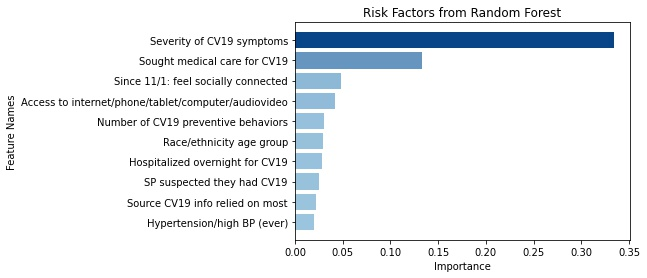 Risk Factors from Random Forest
Feature Names
Severity of CV19 symptoms
Sought medical care for CV19
Since 11/1: feel socially connected
Access to internet/phone/tablet/computer/audiovideo
Number of CV19 preventive behaviors
Race/ethnicity age group
Hospitalized overnight for CV19
SP suspected they had CV19
Source CV19 info relied on most
Hypertension/high BP (ever)
0.00 0.05 0.10 0.15 0.20 0.25 0.30 0.35
Importance